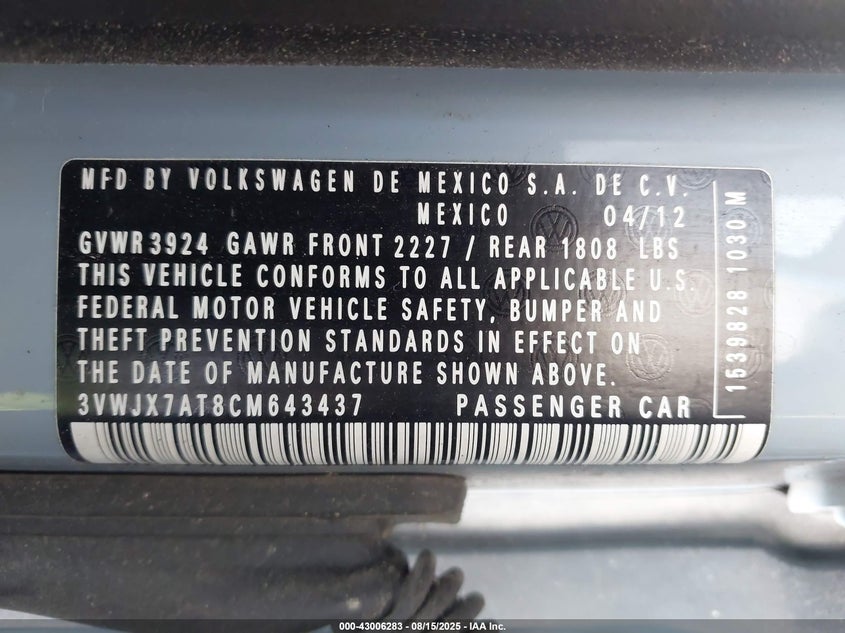 MFD BY VOLKSWAGEN DE MEXICO S.A. DE C.V.
MEXICO 04/12
GVWR 3924 GAWR FRONT 2227 / REAR 1808 LBS
THIS VEHICLE CONFORMS TO ALL APPLICABLE U.S.
FEDERAL MOTOR VEHICLE SAFETY, BUMPER AND
THEFT PREVENTION STANDARDS IN EFFECT ON
THE DATE OF MANUFACTURE SHOWN ABOVE.
3VWJX7AT8CM643437 PASSENGER CAR
1539828 1030 M
000-43006283 - 08/15/2025 - IAA Inc.